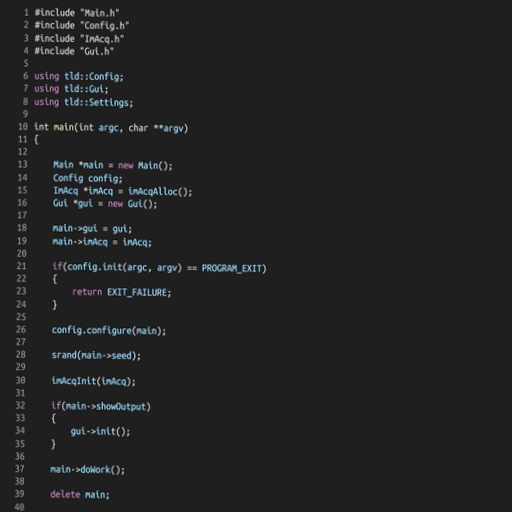 1 #include "Main.h"
2 #include "Config.h"
3 #include "ImAcq.h"
4 #include "Gui.h"
5
6 using tld::Config;
7 using tld::Gui;
8 using tld::Settings;
9
10 int main(int argc, char **argv)
11 {
12
13 Main *main = new Main();
14 Config config;
15 ImAcq *imAcq = imAcqAlloc();
16 Gui *gui = new Gui();
17
18 main->gui = gui;
19 main->imAcq = imAcq;
20
21 if(config.init(argc, argv) == PROGRAM_EXIT)
22 {
23 return EXIT_FAILURE;
24 }
25
26 config.configure(main);
27
28 srand(main->seed);
29
30 imAcqInit(imAcq);
31
32 if(main->showOutput)
33 {
34 gui->init();
35 }
36
37 main->doWork();
38
39 delete main;
40